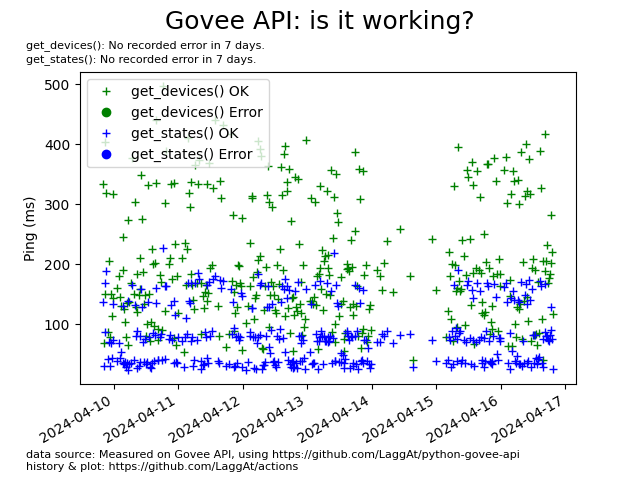 Govee API: is it working?
get_devices(): No recorded error in 7 days.
get_states(): No recorded error in 7 days.
500
400
300
200
100
Ping (ms)
get_devices() OK
get_devices() Error
get_states() OK
get_states() Error
2024-04-10
2024-04-11
2024-04-12
2024-04-13
2024-04-14
2024-04-15
2024-04-16
2024-04-17
data source: Measured on Govee API, using https://github.com/LaggAt/python-govee-api
history & plot: https://github.com/LaggAt/actions